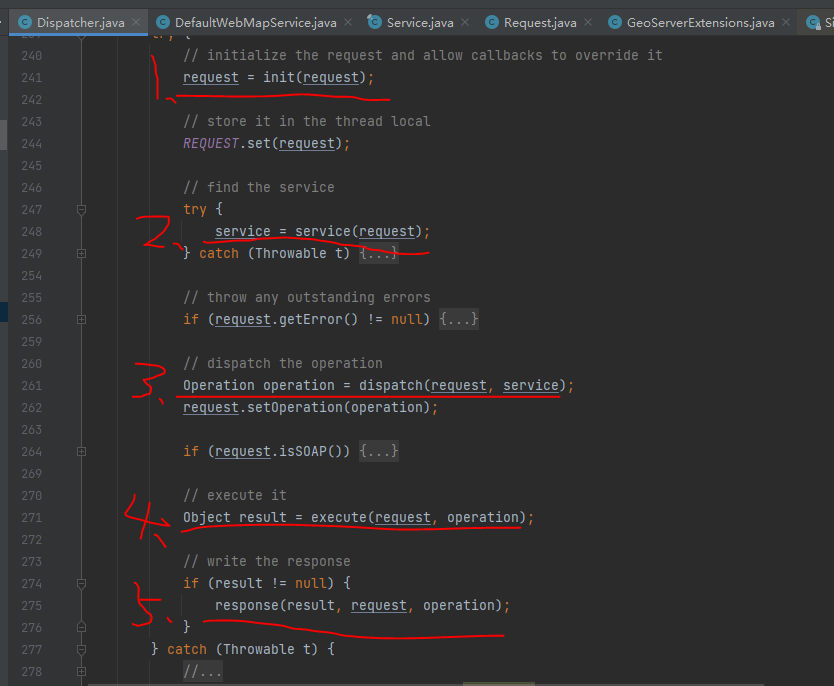 Dispatcher.java × DefaultWebMapService.java × Service.java × Request.java × GeoServerExtensions.java ×
239 try {
240 // initialize the request and allow callbacks to override it
1. 241 request = init(request);
242
243 // store it in the thread local
244 REQUEST.set(request);
245
246 // find the service
247 try {
2. 248 service = service(request);
249 } catch (Throwable t) {...}
254
255 // throw any outstanding errors
256 if (request.getError() != null) {...}
259
260 // dispatch the operation
3. 261 Operation operation = dispatch(request, service);
262 request.setOperation(operation);
263
264 if (request.isSOAP()) {...}
269
270 // execute it
4. 271 Object result = execute(request, operation);
272
273 // write the response
274 if (result != null) {
5. 275 response(result, request, operation);
276 }
277 } catch (Throwable t) {
278 //...